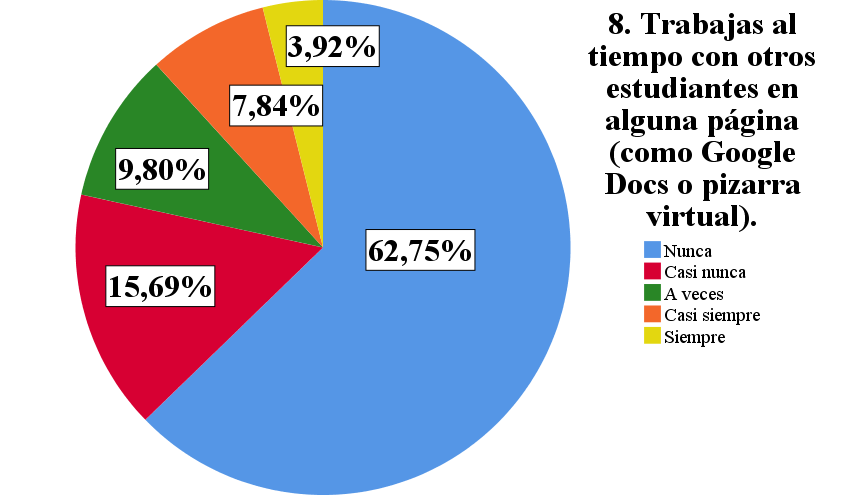 8. Trabajas al
tiempo con otros
estudiantes en
alguna página
(como Google
Docs o pizarra
virtual).
Nunca
Casi nunca
A veces
Casi siempre
Siempre
3,92%
7,84%
9,80%
15,69%
62,75%